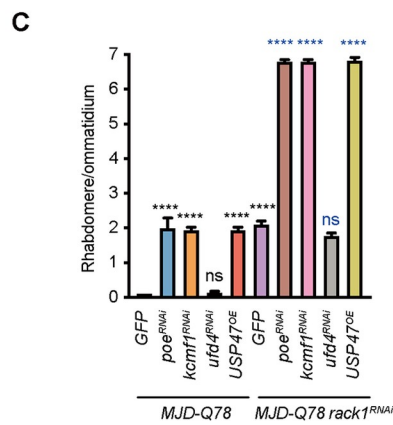 C
Rhabdomere/ommatidium
7
6
5
4
3
2
1
0
****
****
ns
****
****
****
****
ns
****
GFP
poeRNAi
kcmf1RNAi
ufd4RNAi
USP47OE
GFP
poeRNAi
kcmf1RNAi
ufd4RNAi
USP47OE
MJD-Q78
MJD-Q78 rack1RNAi